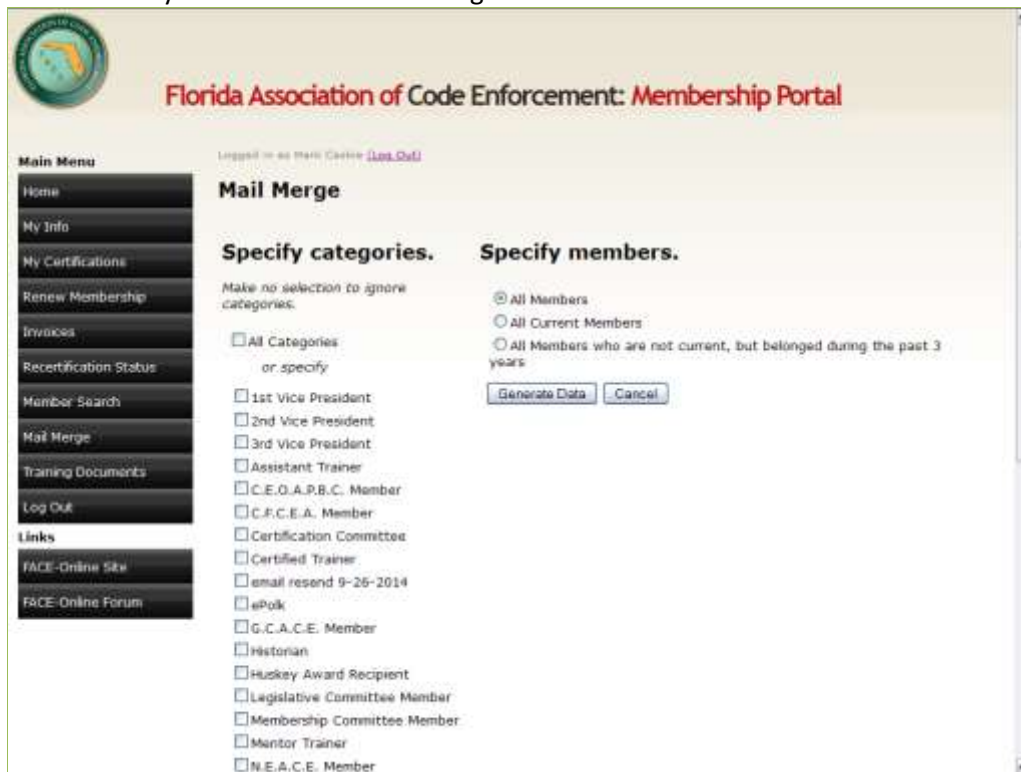 Florida Association of Code Enforcement: Membership Portal
Main Menu
Home
My Info
My Certifications
Renew Membership
Invoices
Recertification Status
Member Search
Mail Merge
Training Documents
Log Out
Links
FACE-Online Site
FACE-Online Forum
Logged in as (Log Out)
Mail Merge
Specify categories.
Make no selection to ignore
categories.
All Categories
or specify
1st Vice President
2nd Vice President
3rd Vice President
Assistant Trainer
C.E.O.A.P.B.C. Member
C.F.C.E.A. Member
Certification Committee
Certified Trainer
email resend 9-26-2014
ePolk
G.C.A.C.E. Member
Historian
Huskey Award Recipient
Legislative Committee Member
Membership Committee Member
Mentor Trainer
N.E.A.C.E. Member
Specify members.
All Members
All Current Members
All Members who are not current, but belonged during the past 3
years
Generate Data Cancel